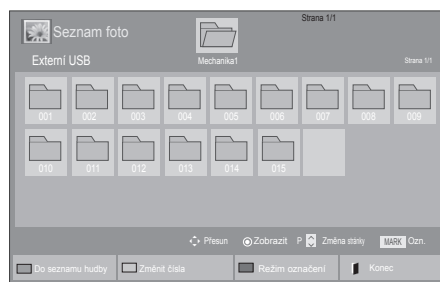 Strana 1/1
Seznam foto
Externí USB
Mechanika1
Strana 1/1
001 002 003 004 005 006 007 008 009
010 011 012 013 014 015
Přesun Zobrazit P Změna stánky MARK Ozn.
Do seznamu hudby Změnit čísla Režim označení Konec